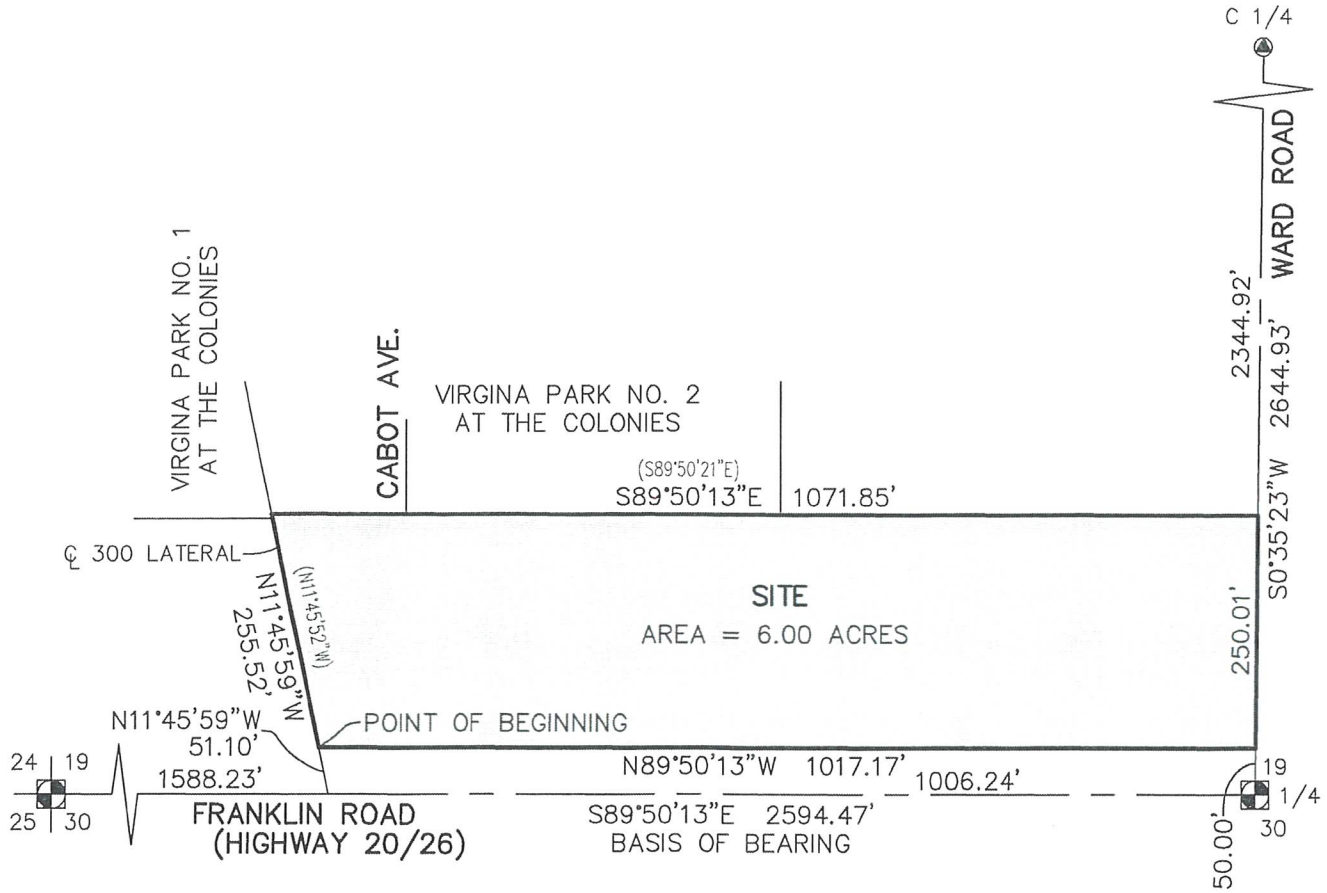 C 1/4
WARD ROAD
2344.92'
S0°35'23"W 2644.93'
VIRGINA PARK NO. 1
AT THE COLONIES
CABOT AVE.
VIRGINA PARK NO. 2
AT THE COLONIES
(S89°50'21"E)
S89°50'13"E 1071.85'
℄ 300 LATERAL
N11°45'59"W
255.52'
(N11°45'52"W)
SITE
AREA = 6.00 ACRES
250.01'
N11°45'59"W
51.10'
POINT OF BEGINNING
N89°50'13"W 1017.17'
24 19
25 30
1588.23'
1006.24'
19
1/4
30
50.00'
FRANKLIN ROAD
(HIGHWAY 20/26)
S89°50'13"E 2594.47'
BASIS OF BEARING